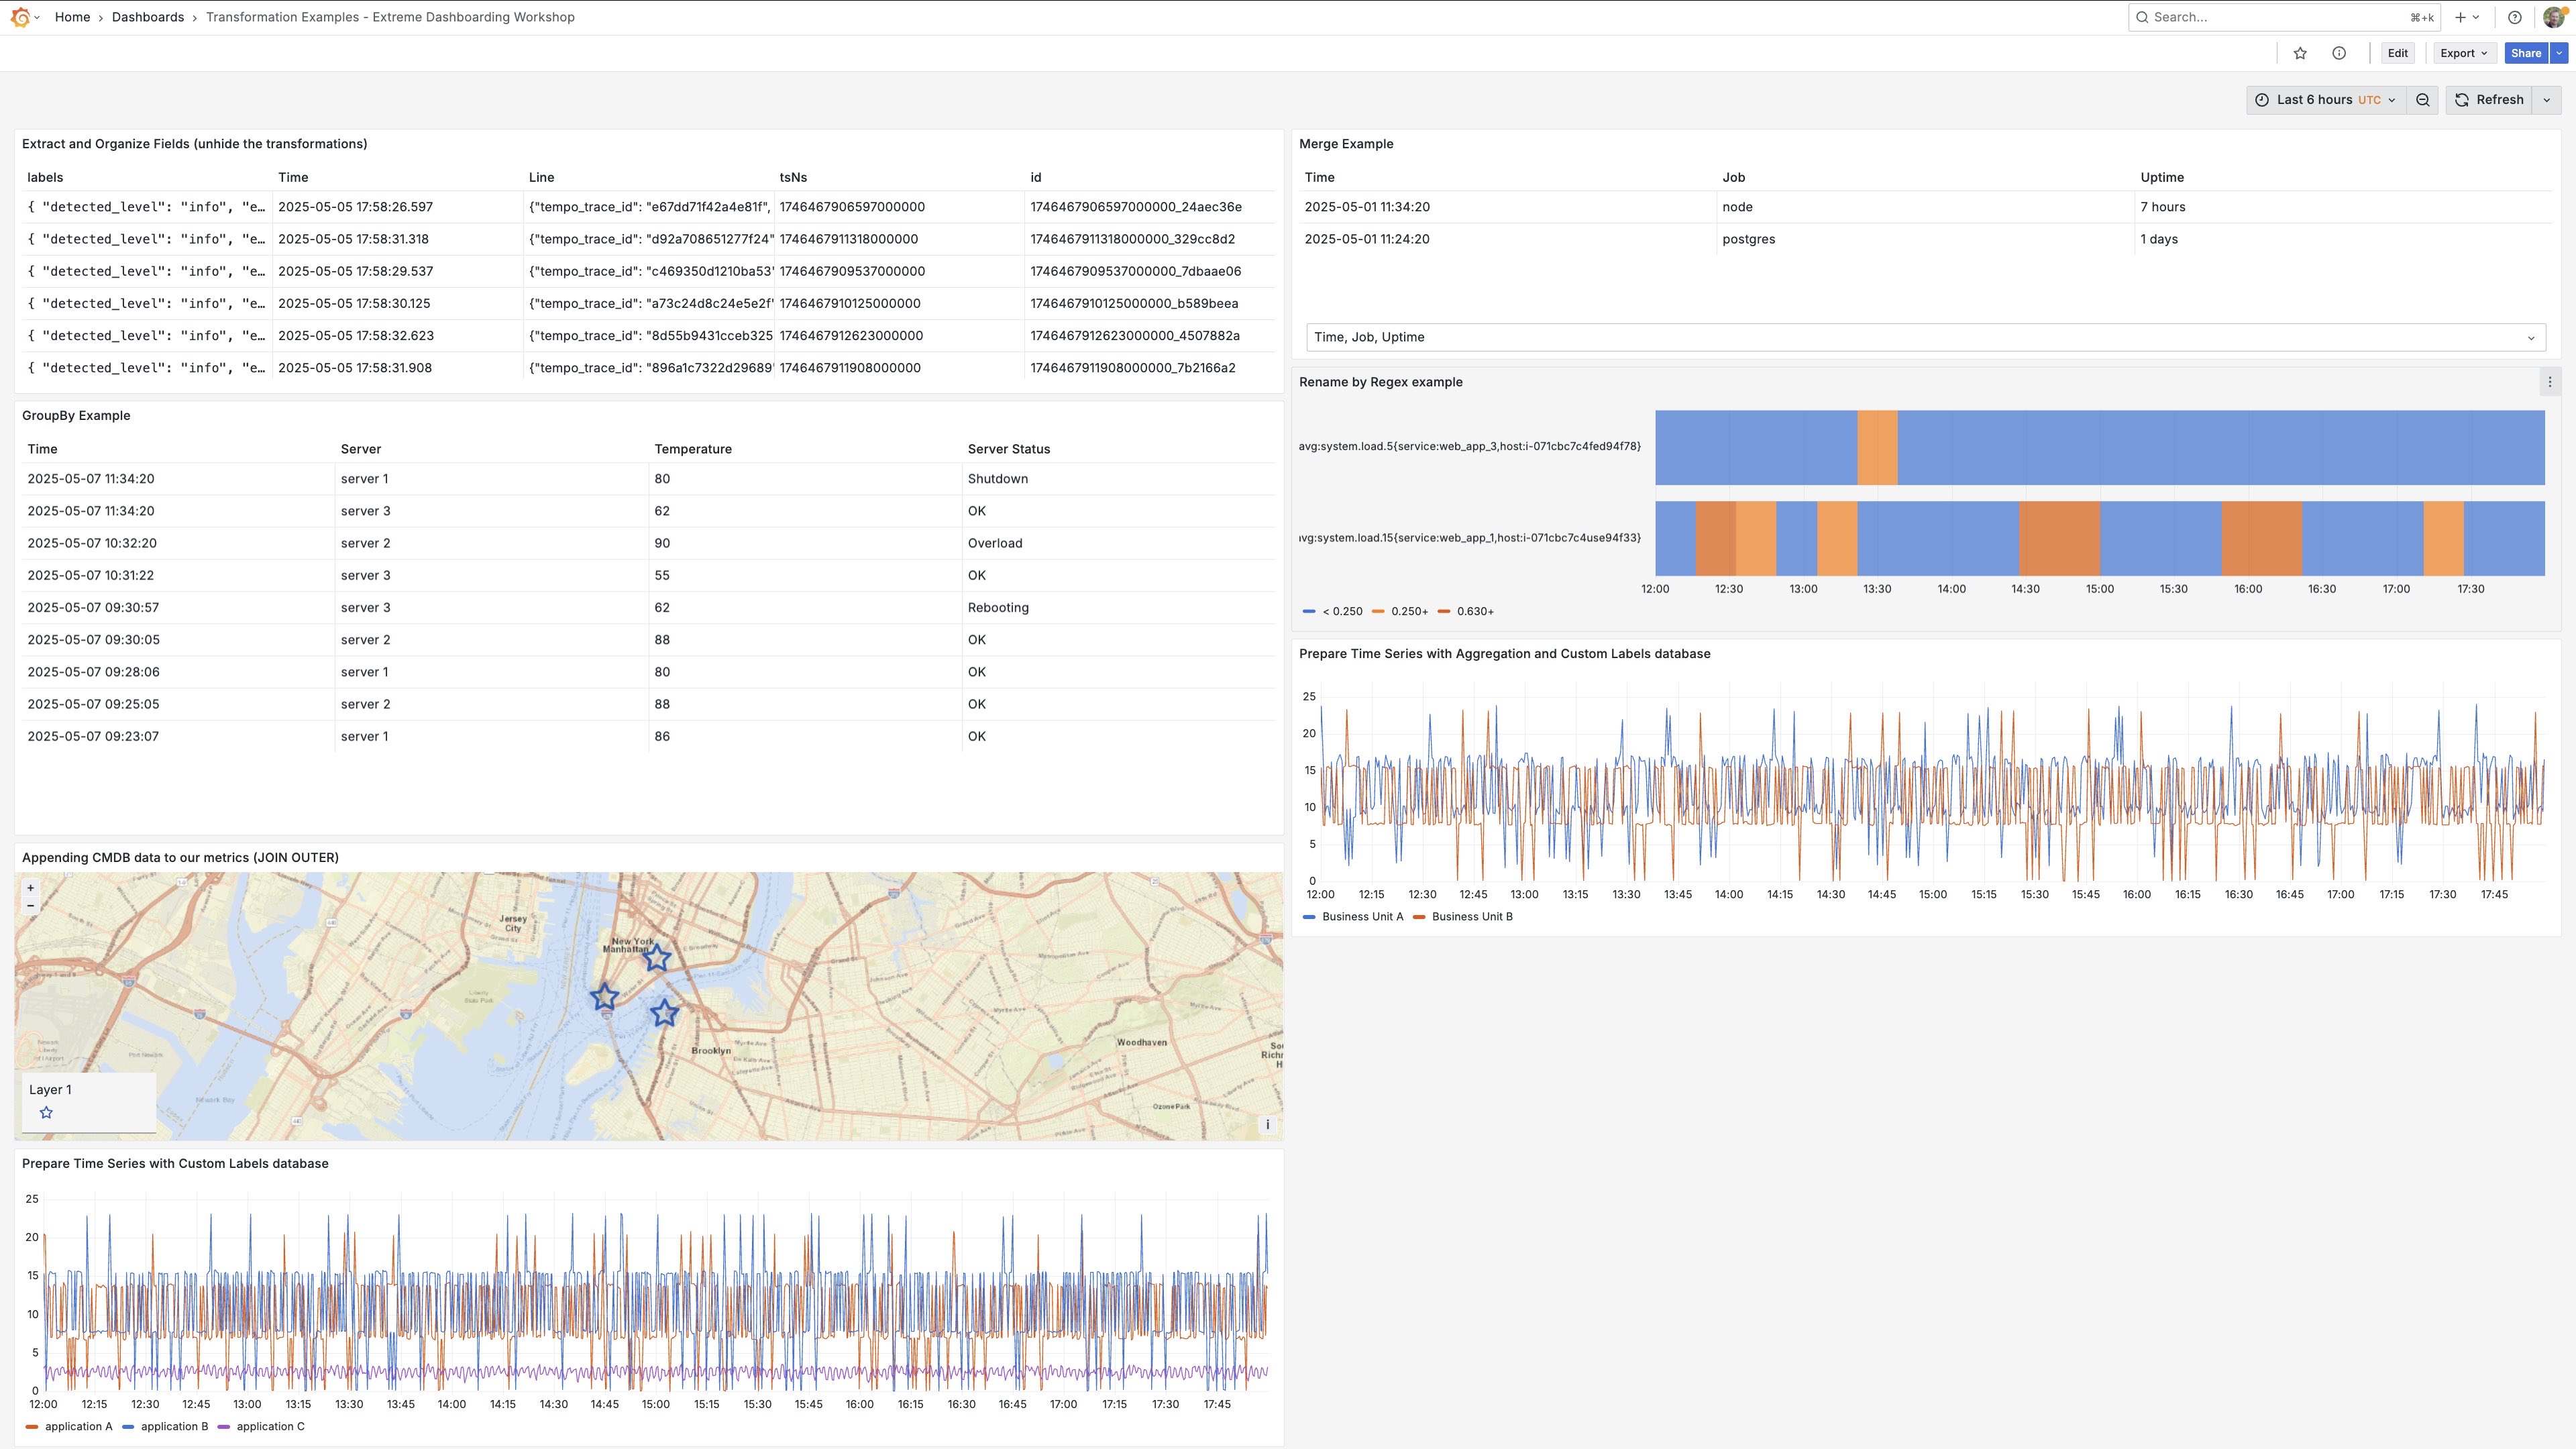 Home › Dashboards › Transformation Examples - Extreme Dashboarding Workshop
Search... ⌘+k
Edit Export Share
Last 6 hours UTC Refresh
Extract and Organize Fields (unhide the transformations)
labels Time Line tsNs id
{ "detected_level": "info", "e… 2025-05-05 17:58:26.597 {"tempo_trace_id": "e67dd71f42a4e81f", 1746467906597000000 1746467906597000000_24aec36e
{ "detected_level": "info", "e… 2025-05-05 17:58:31.318 {"tempo_trace_id": "d92a708651277f24" 1746467911318000000 1746467911318000000_329cc8d2
{ "detected_level": "info", "e… 2025-05-05 17:58:29.537 {"tempo_trace_id": "c469350d1210ba53" 1746467909537000000 1746467909537000000_7dbaae06
{ "detected_level": "info", "e… 2025-05-05 17:58:30.125 {"tempo_trace_id": "a73c24d8c24e5e2f" 1746467910125000000 1746467910125000000_b589beea
{ "detected_level": "info", "e… 2025-05-05 17:58:32.623 {"tempo_trace_id": "8d55b9431cceb325 1746467912623000000 1746467912623000000_4507882a
{ "detected_level": "info", "e… 2025-05-05 17:58:31.908 {"tempo_trace_id": "896a1c7322d29689" 1746467911908000000 1746467911908000000_7b2166a2
GroupBy Example
Time Server Temperature Server Status
2025-05-07 11:34:20 server 1 80 Shutdown
2025-05-07 11:34:20 server 3 62 OK
2025-05-07 10:32:20 server 2 90 Overload
2025-05-07 10:31:22 server 3 55 OK
2025-05-07 09:30:57 server 3 62 Rebooting
2025-05-07 09:30:05 server 2 88 OK
2025-05-07 09:28:06 server 1 80 OK
2025-05-07 09:25:05 server 2 88 OK
2025-05-07 09:23:07 server 1 86 OK
Appending CMDB data to our metrics (JOIN OUTER)
+
−
Jersey
City
New York
Manhattan
Liberty
State Park
Brooklyn
Woodhaven
Ozone Park
Newark Bay
Port Newark
Layer 1
i
Prepare Time Series with Custom Labels database
25
20
15
10
5
0
12:00 12:15 12:30 12:45 13:00 13:15 13:30 13:45 14:00 14:15 14:30 14:45 15:00 15:15 15:30 15:45 16:00 16:15 16:30 16:45 17:00 17:15 17:30 17:45
application A application B application C
Merge Example
Time Job Uptime
2025-05-01 11:34:20 node 7 hours
2025-05-01 11:24:20 postgres 1 days
Time, Job, Uptime
Rename by Regex example
avg:system.load.5{service:web_app_3,host:i-071cbc7c4fed94f78}
vg:system.load.15{service:web_app_1,host:i-071cbc7c4use94f33}
12:00 12:30 13:00 13:30 14:00 14:30 15:00 15:30 16:00 16:30 17:00 17:30
< 0.250 0.250+ 0.630+
Prepare Time Series with Aggregation and Custom Labels database
25
20
15
10
5
0
12:00 12:15 12:30 12:45 13:00 13:15 13:30 13:45 14:00 14:15 14:30 14:45 15:00 15:15 15:30 15:45 16:00 16:15 16:30 16:45 17:00 17:15 17:30 17:45
Business Unit A Business Unit B